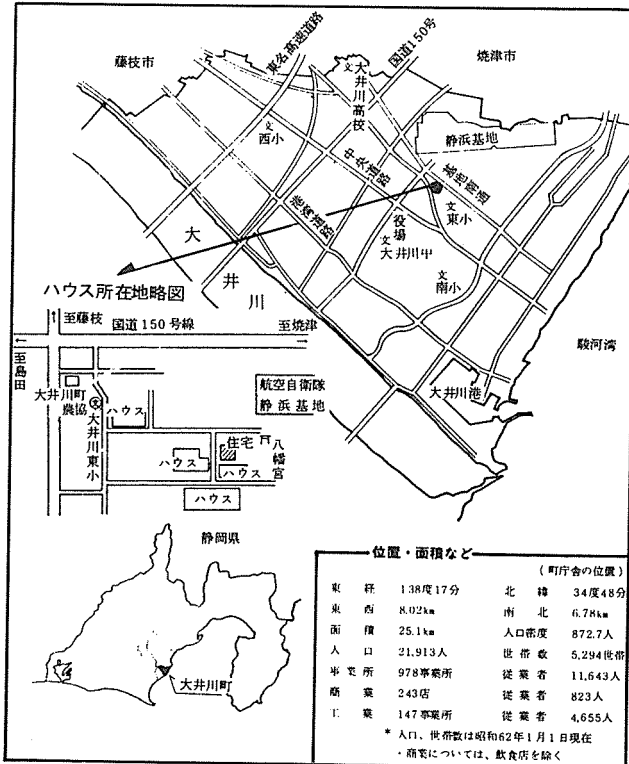 藤枝市
東名高速道路
国道150号
焼津市
文
大井川高校
文
西小
静浜基地
中央道路
基地南道
文
東小
役場
文
大井川中
文
南小
大井川
駿河湾
大井川港
ハウス所在地略図
至藤枝
国道150号線
至焼津
至島田
大井川町
農協
文
大井川東小
ハウス
航空自衛隊
静浜基地
住宅
八幡宮
ハウス
ハウス
ハウス
静岡県
大井川町
位置・面積など
(町庁舎の位置)
東経 138度17分 北緯 34度48分
東西 8.02km 南北 6.78km
面積 25.1km 人口密度 872.7人
人口 21,913人 世帯数 5,294世帯
事業所 978事業所 従業者 11,643人
商業 243店 従業者 823人
工業 147事業所 従業者 4,655人
* 人口、世帯数は昭和62年1月1日現在
・商業については、飲食店を除く